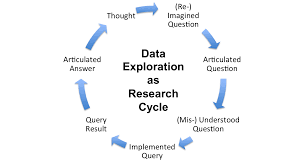 Thought
(Re-)
Imagined
Question
Articulated
Question
(Mis-) Understood
Question
Implemented
Query
Query
Result
Articulated
Answer
Data
Exploration
as
Research
Cycle